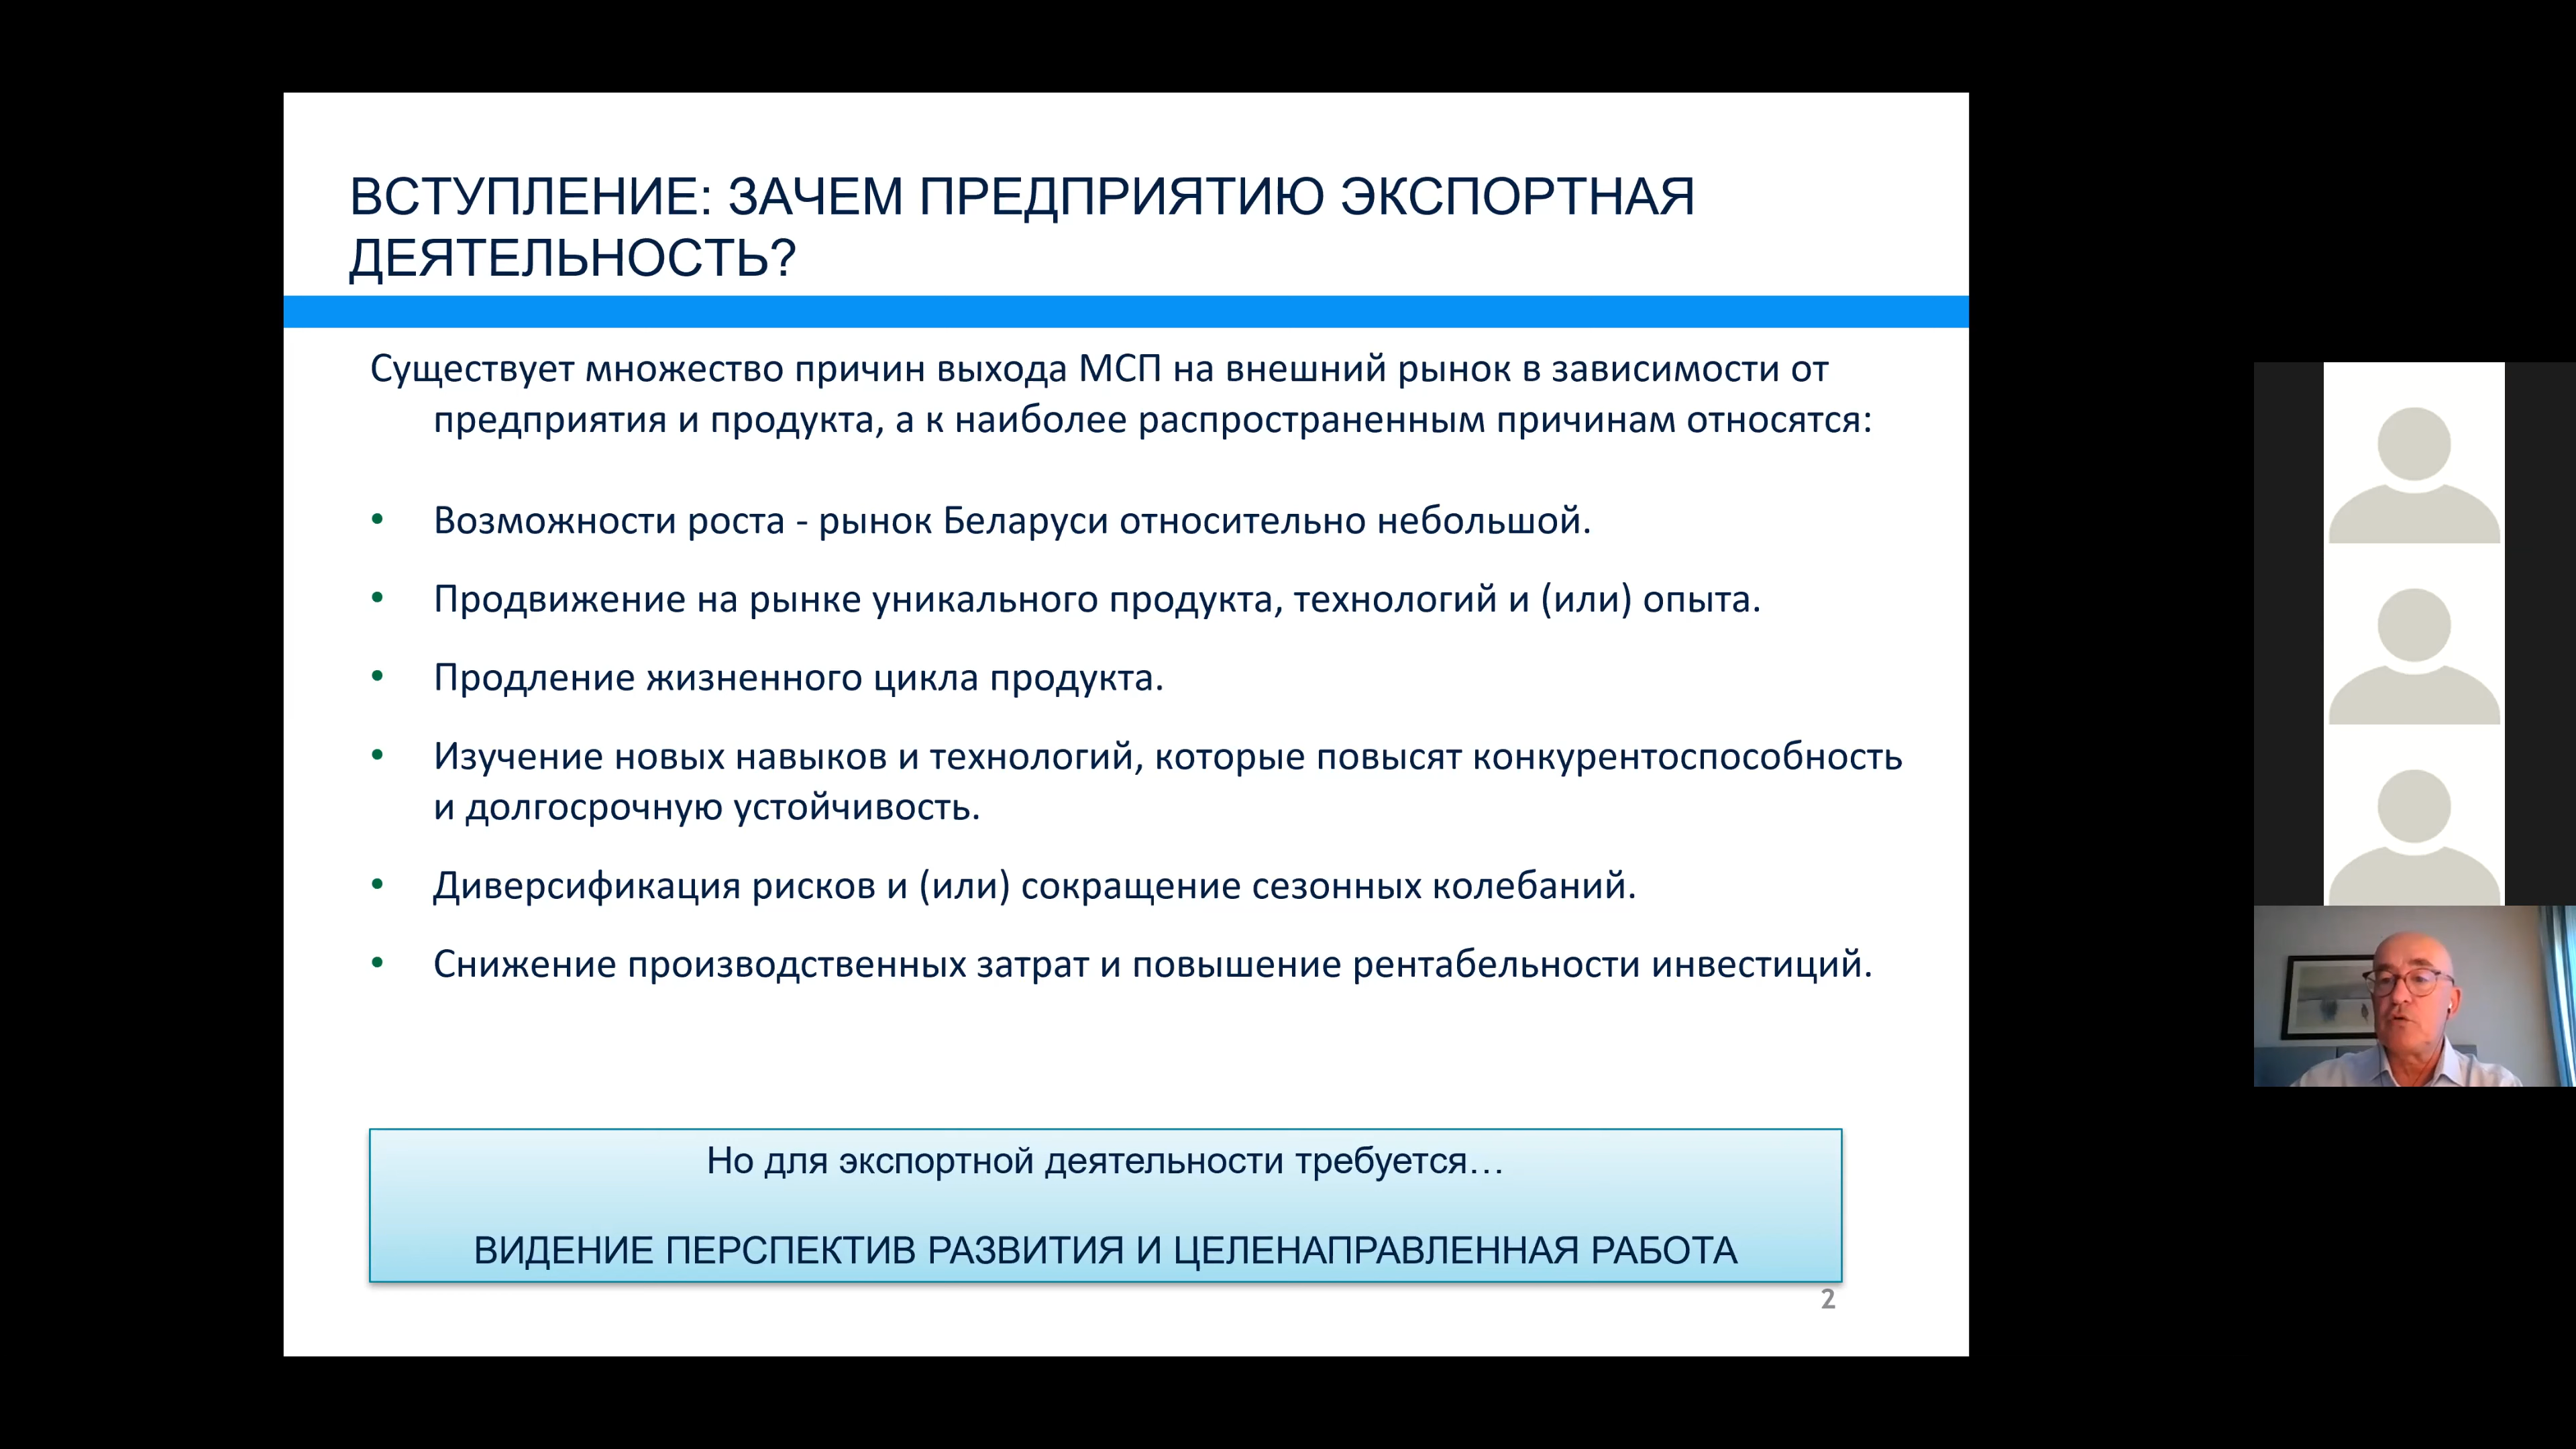 ВСТУПЛЕНИЕ: ЗАЧЕМ ПРЕДПРИЯТИЮ ЭКСПОРТНАЯ
ДЕЯТЕЛЬНОСТЬ?
Существует множество причин выхода МСП на внешний рынок в зависимости от
предприятия и продукта, а к наиболее распространенным причинам относятся:
• Возможности роста - рынок Беларуси относительно небольшой.
• Продвижение на рынке уникального продукта, технологий и (или) опыта.
• Продление жизненного цикла продукта.
• Изучение новых навыков и технологий, которые повысят конкурентоспособность
и долгосрочную устойчивость.
• Диверсификация рисков и (или) сокращение сезонных колебаний.
• Снижение производственных затрат и повышение рентабельности инвестиций.
Но для экспортной деятельности требуется…
ВИДЕНИЕ ПЕРСПЕКТИВ РАЗВИТИЯ И ЦЕЛЕНАПРАВЛЕННАЯ РАБОТА
2